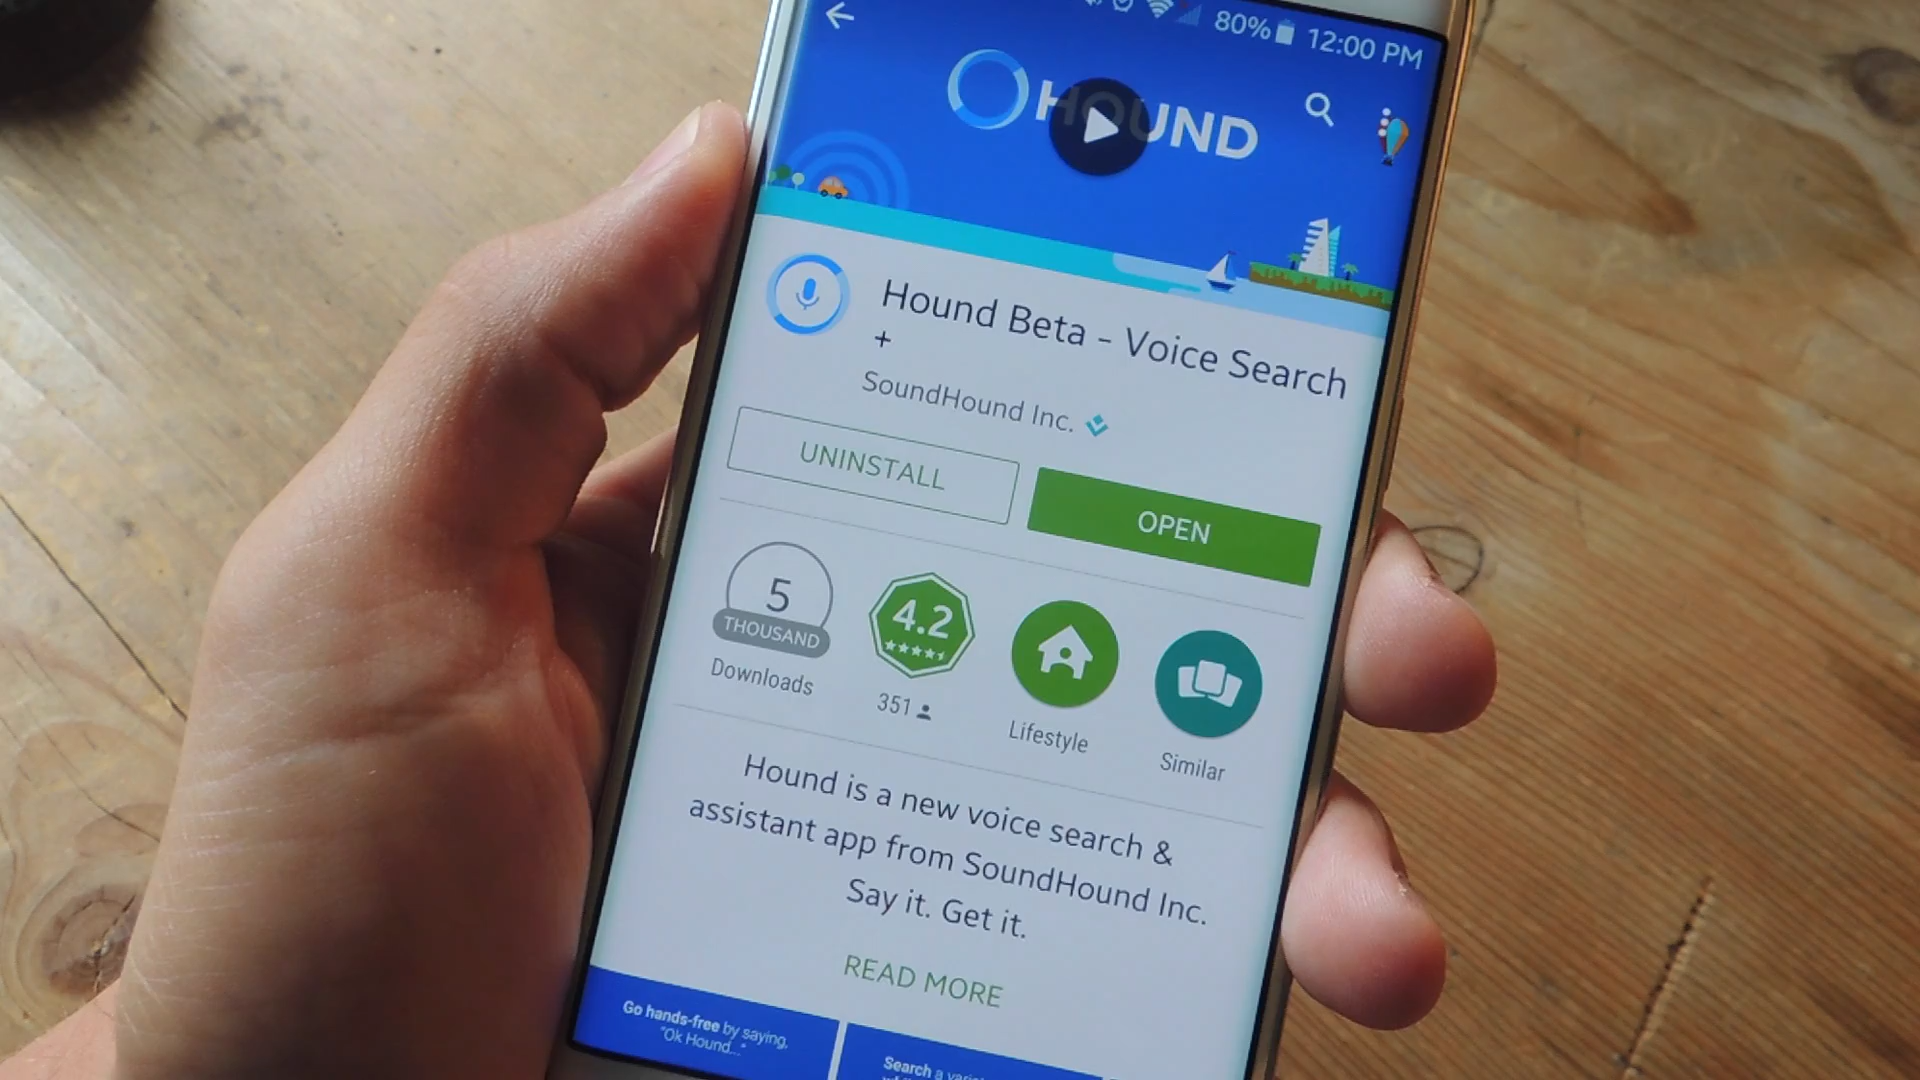 80% 12:00 PM
HOUND
Hound Beta - Voice Search
+
SoundHound Inc.
UNINSTALL
OPEN
5
THOUSAND
Downloads
4.2
351
Lifestyle
Similar
Hound is a new voice search &
assistant app from SoundHound Inc.
Say it. Get it.
READ MORE
Go hands-free by saying,
"Ok Hound..."
Search a